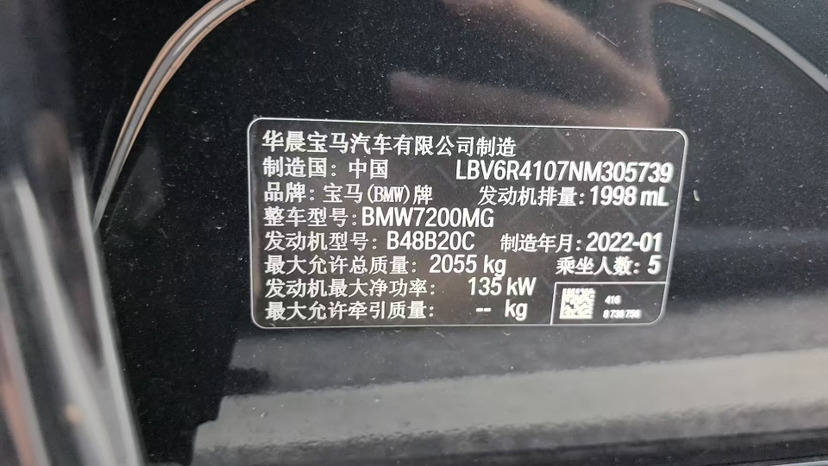 华晨宝马汽车有限公司制造
制造国: 中国 LBV6R4107NM305739
品牌: 宝马(BMW)牌 发动机排量: 1998 mL
整车型号: BMW7200MG
发动机型号: B48B20C 制造年月: 2022-01
最大允许总质量: 2055 kg 乘坐人数: 5
发动机最大净功率: 135 kW
最大允许牵引质量: -- kg
416
8 738 756